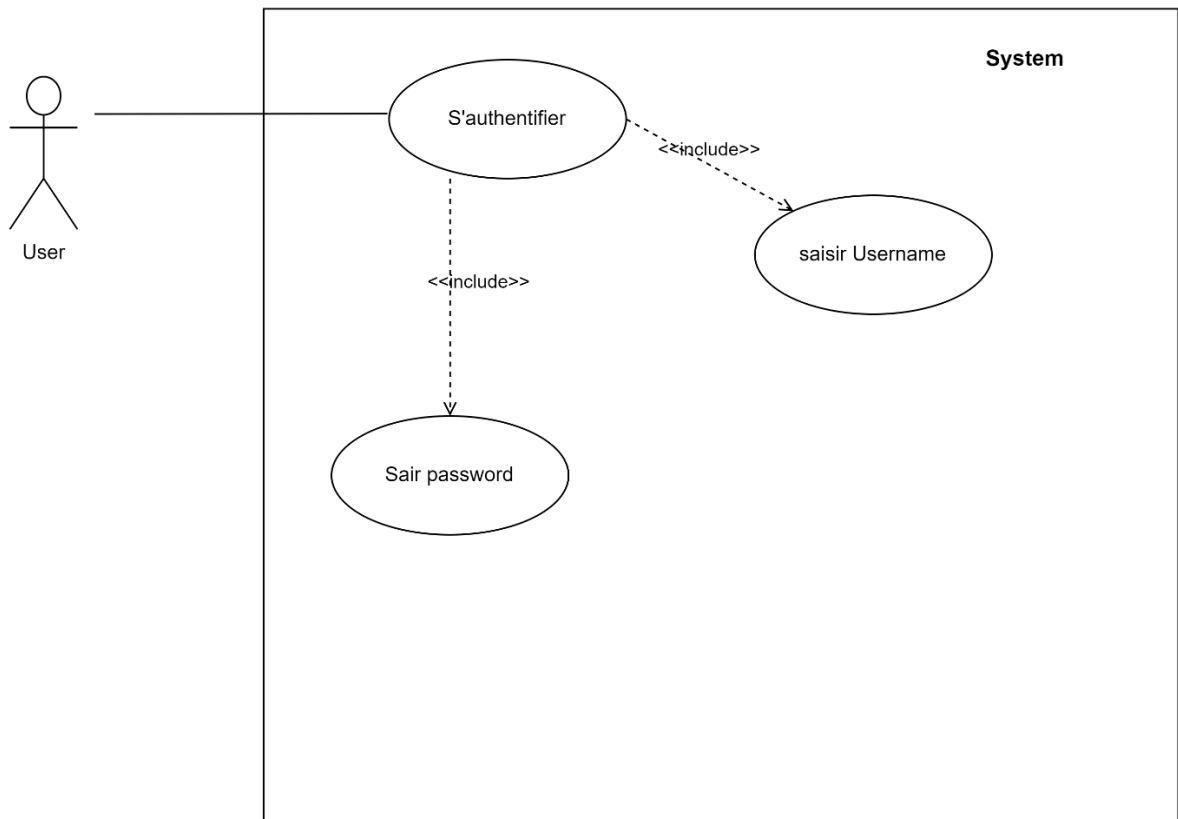 System
S'authentifier
<<include>>
saisir Username
User
<<include>>
Sair password